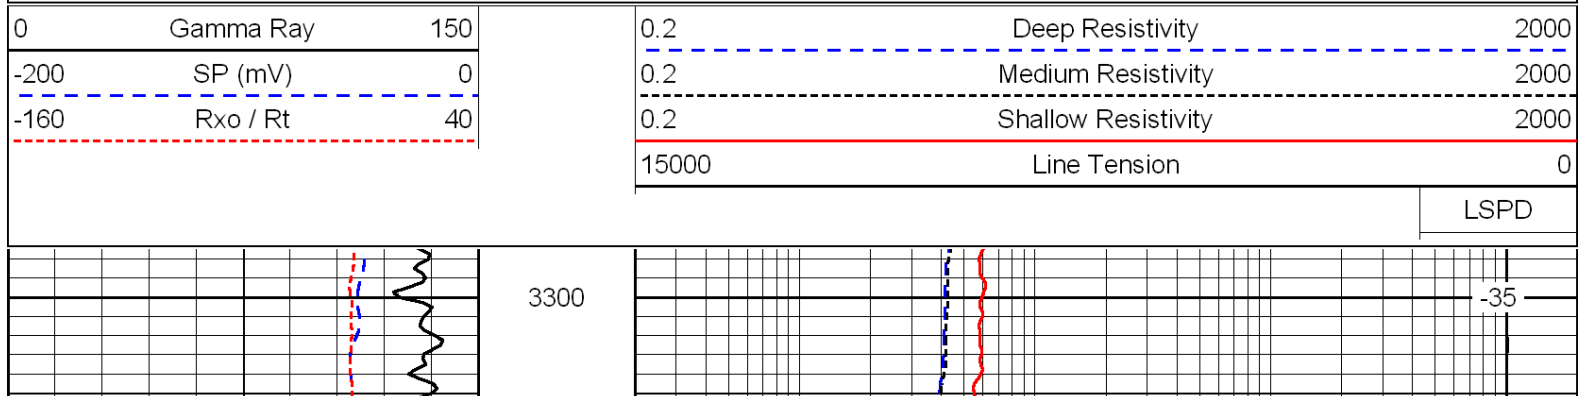 0 Gamma Ray 150
-200 SP (mV) 0
-160 Rxo / Rt 40
0.2 Deep Resistivity 2000
0.2 Medium Resistivity 2000
0.2 Shallow Resistivity 2000
15000 Line Tension 0
LSPD
3300
-35